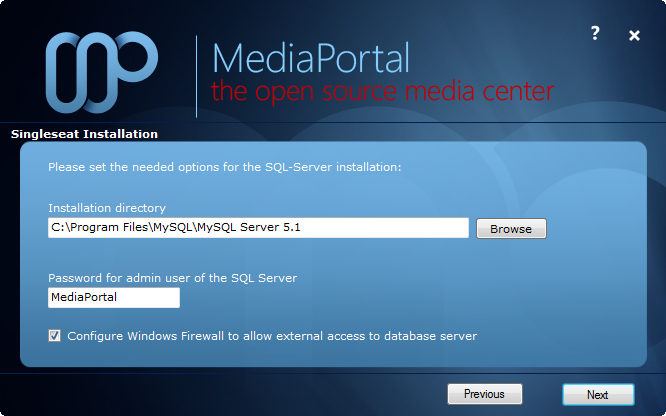 MediaPortal
the open source media center
?
Singleseat Installation
Please set the needed options for the SQL-Server installation:
Installation directory
C:\Program Files\MySQL\MySQL Server 5.1
Browse
Password for admin user of the SQL Server
MediaPortal
Configure Windows Firewall to allow external access to database server
Previous
Next